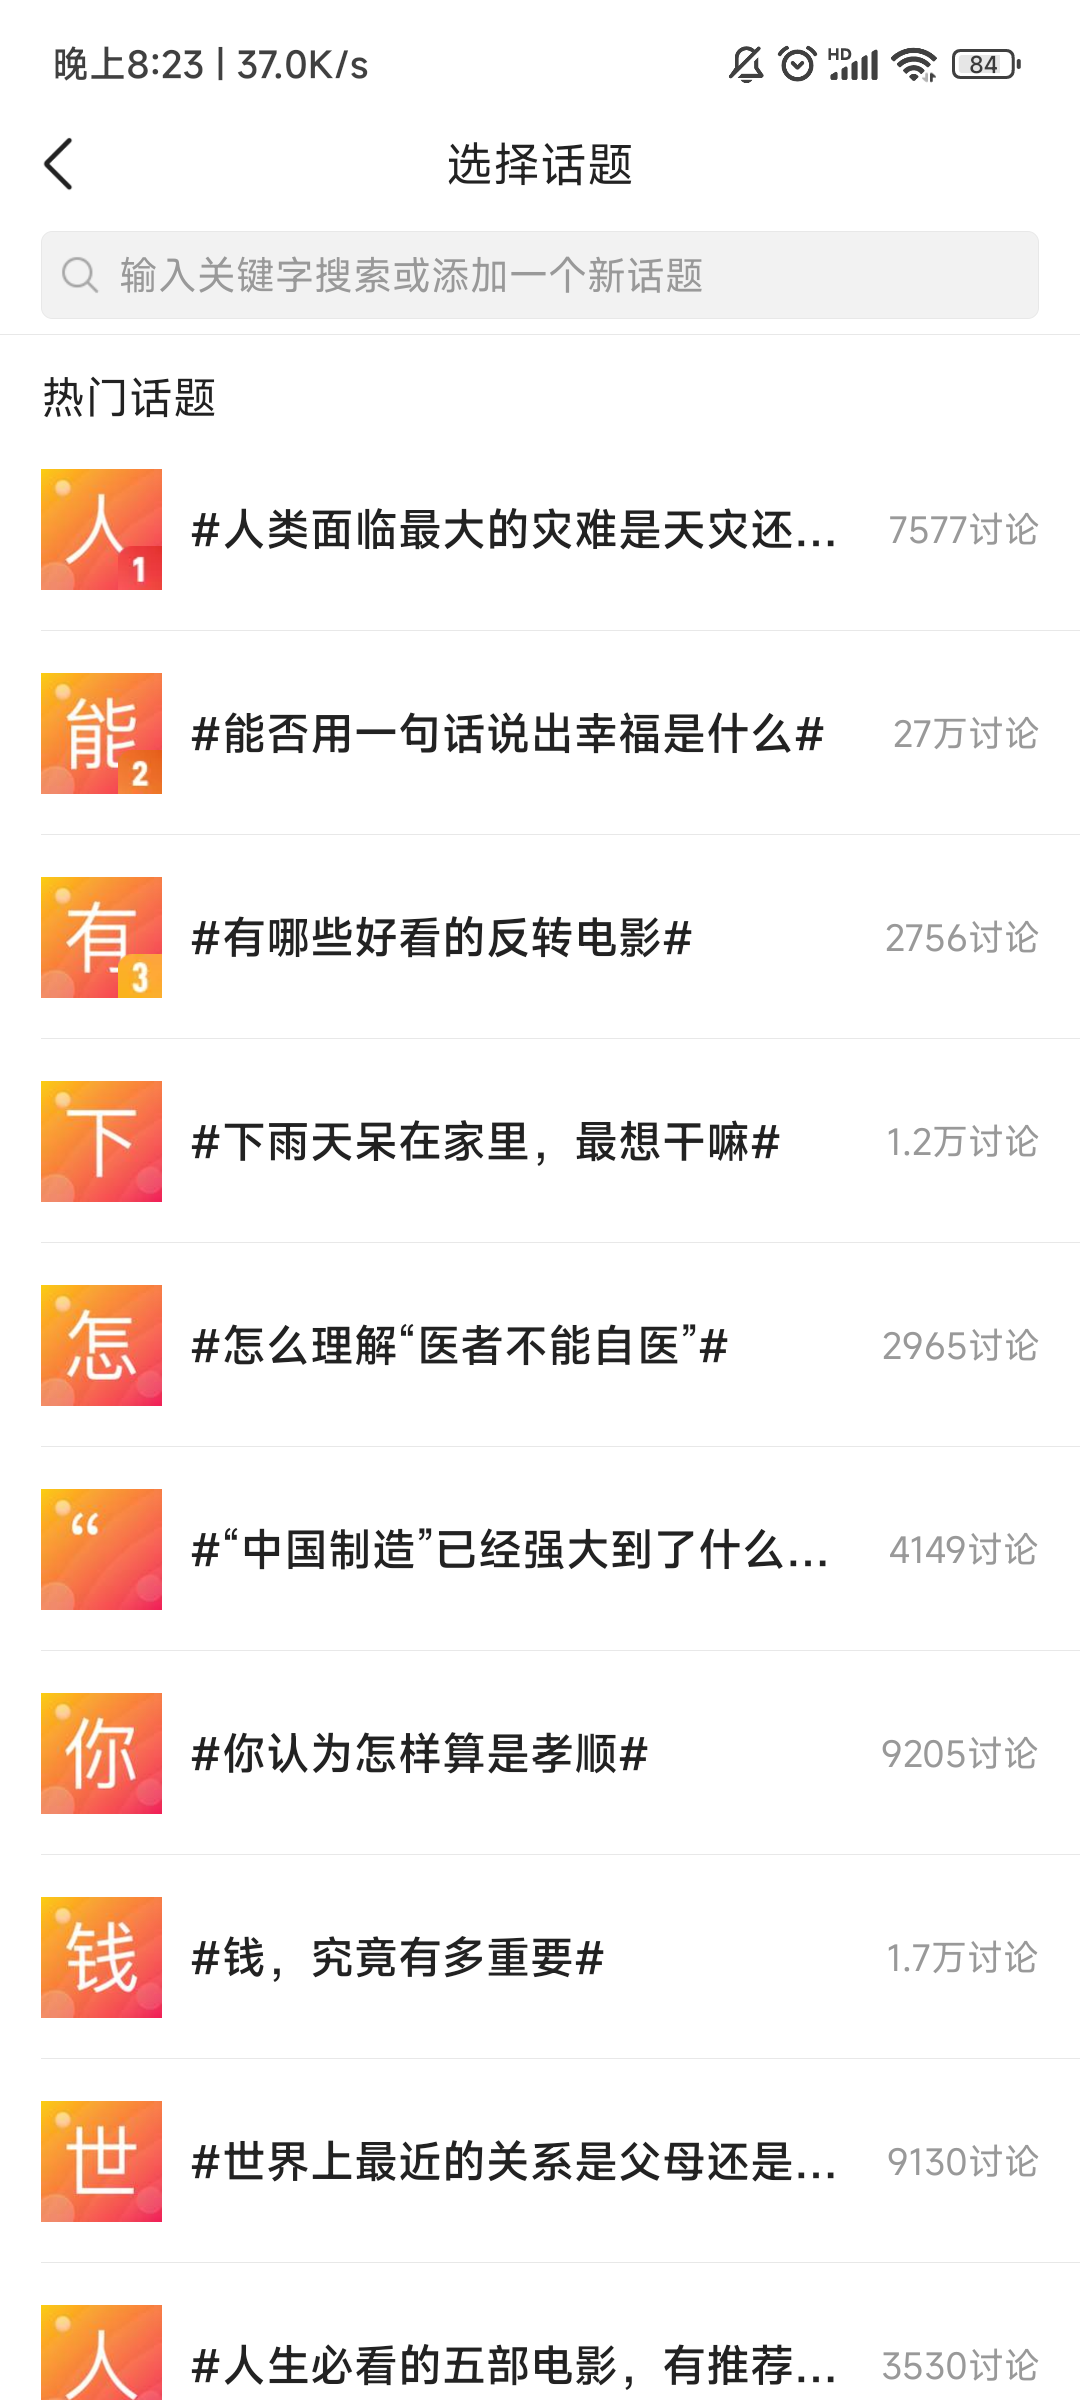 晚上8:23 | 37.0K/s HD 84
选择话题
输入关键字搜索或添加一个新话题
热门话题
人 1 #人类面临最大的灾难是天灾还... 7577讨论
能 2 #能否用一句话说出幸福是什么# 27万讨论
有 3 #有哪些好看的反转电影# 2756讨论
下 #下雨天呆在家里，最想干嘛# 1.2万讨论
怎 #怎么理解“医者不能自医”# 2965讨论
“ #“中国制造”已经强大到了什么... 4149讨论
你 #你认为怎样算是孝顺# 9205讨论
钱 #钱，究竟有多重要# 1.7万讨论
世 #世界上最近的关系是父母还是... 9130讨论
人 #人生必看的五部电影，有推荐... 3530讨论